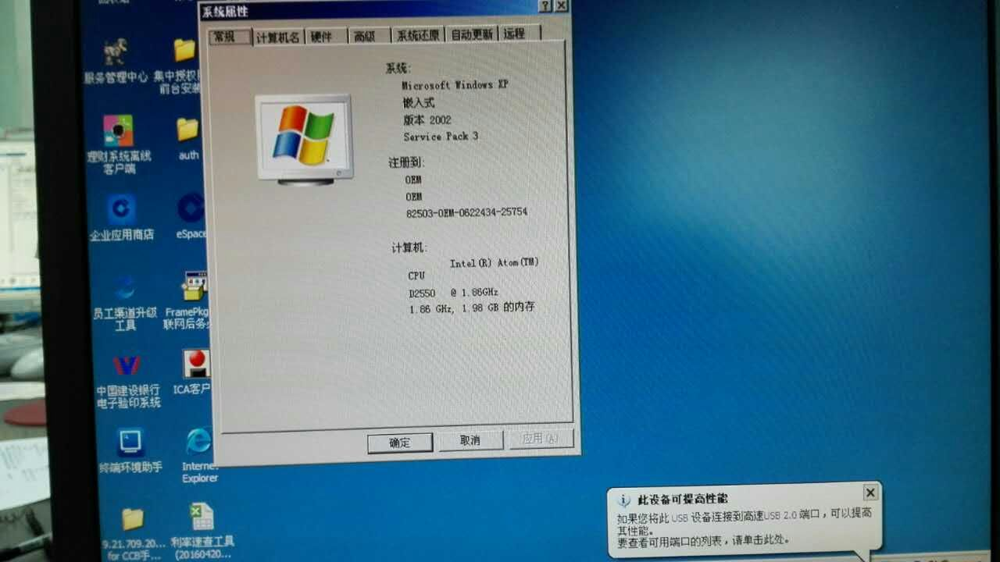 系统属性
常规 计算机名 硬件 高级 系统还原 自动更新 远程
系统:
Microsoft Windows XP
嵌入式
版本 2002
Service Pack 3
注册到:
OEM
OEM
82503-OEM-0622434-25754
计算机:
Intel(R) Atom(TM)
CPU
D2550 @ 1.86GHz
1.86 GHz, 1.98 GB 的内存
确定 取消 应用(A)
服务管理中心
集中授权
前台安装
理财系统离线
客户端
auth
企业应用商店
eSpace
员工渠道升级
工具
FramePkg
联网后务
中国建设银行
电子验印系统
ICA客户
终端环境助手
Internet
Explorer
9.21.709.20...
for CCB手...
利率速查工具
(20160420...
此设备可提高性能
如果您将此 USB 设备连接到高速USB 2.0 端口，可以提高
其性能。
要查看可用端口的列表，请单击此处。